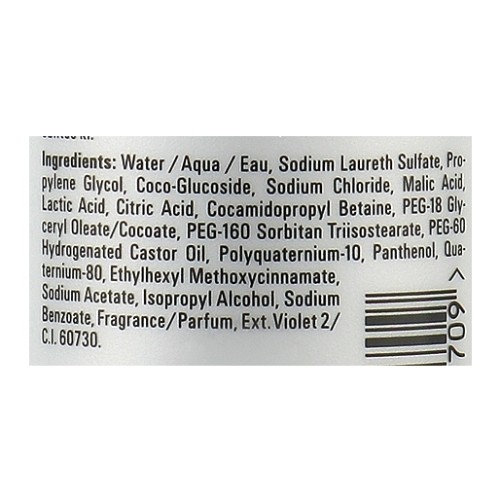 Ingredients: Water / Aqua / Eau, Sodium Laureth Sulfate, Pro-
pylene Glycol, Coco-Glucoside, Sodium Chloride, Malic Acid,
Lactic Acid, Citric Acid, Cocamidopropyl Betaine, PEG-18 Gly-
ceryl Oleate/Cocoate, PEG-160 Sorbitan Triisostearate, PEG-60
Hydrogenated Castor Oil, Polyquaternium-10, Panthenol, Qua-
ternium-80, Ethylhexyl Methoxycinnamate,
Sodium Acetate, Isopropyl Alcohol, Sodium
Benzoate, Fragrance/Parfum, Ext. Violet 2/
C.I. 60730.
7091 >